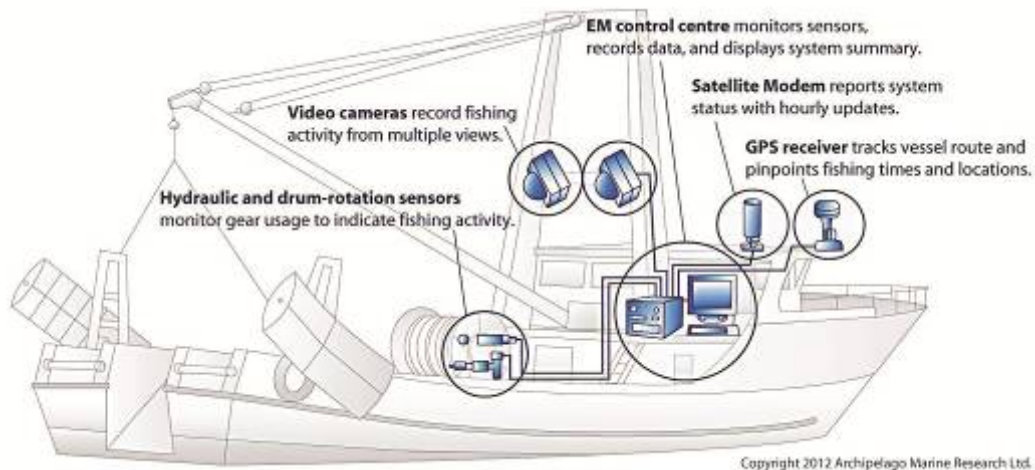 EM control centre monitors sensors,
records data, and displays system summary.
Satellite Modem reports system
status with hourly updates.
Video cameras record fishing
activity from multiple views.
GPS receiver tracks vessel route and
pinpoints fishing times and locations.
Hydraulic and drum-rotation sensors
monitor gear usage to indicate fishing activity.
Copyright 2012 Archipelago Marine Research Ltd.